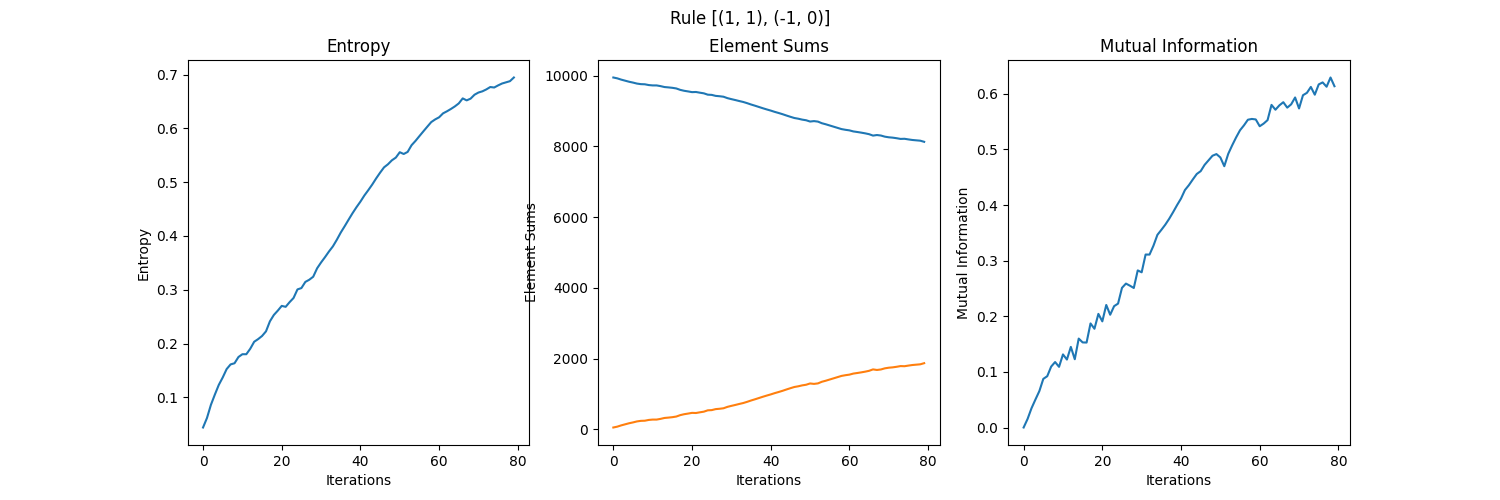 Rule [(1, 1), (-1, 0)]
Entropy
Entropy
0.7
0.6
0.5
0.4
0.3
0.2
0.1
0 20 40 60 80
Iterations
Element Sums
Element Sums
10000
8000
6000
4000
2000
0
0 20 40 60 80
Iterations
Mutual Information
Mutual Information
0.6
0.5
0.4
0.3
0.2
0.1
0.0
0 20 40 60 80
Iterations